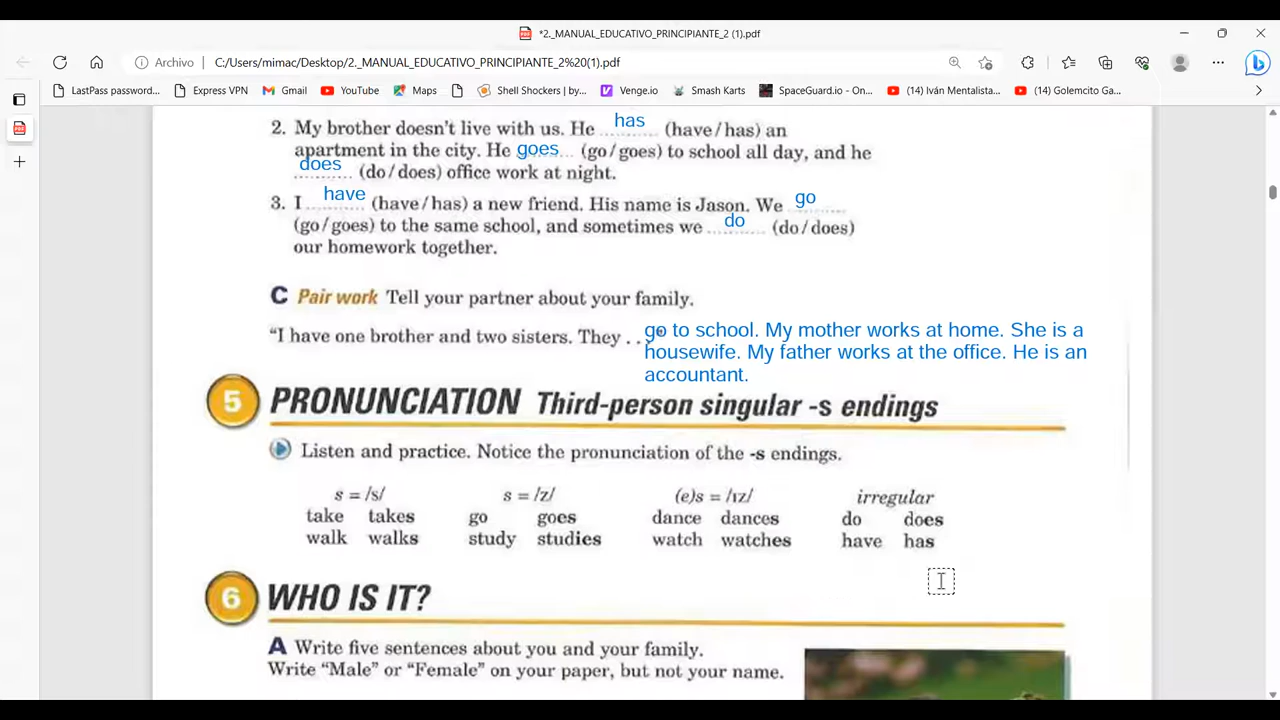 *2._MANUAL_EDUCATIVO_PRINCIPIANTE_2 (1).pdf
Archivo C:/Users/mimac/Desktop/2._MANUAL_EDUCATIVO_PRINCIPIANTE_2%20(1).pdf
LastPass password... Express VPN Gmail YouTube Maps Shell Shockers | by... Venge.io Smash Karts SpaceGuard.io - On... (14) Iván Mentalista... (14) Golemcito Ga...
2. My brother doesn't live with us. He has (have/has) an
apartment in the city. He goes (go/goes) to school all day, and he
does (do/does) office work at night.
3. I have (have/has) a new friend. His name is Jason. We go
(go/goes) to the same school, and sometimes we do (do/does)
our homework together.
C Pair work Tell your partner about your family.
"I have one brother and two sisters. They . . .
go to school. My mother works at home. She is a
housewife. My father works at the office. He is an
accountant.
5 PRONUNCIATION Third-person singular -s endings
Listen and practice. Notice the pronunciation of the -s endings.
s = /s/ s = /z/ (e)s = /ɪz/ irregular
take takes go goes dance dances do does
walk walks study studies watch watches have has
6 WHO IS IT?
A Write five sentences about you and your family.
Write "Male" or "Female" on your paper, but not your name.